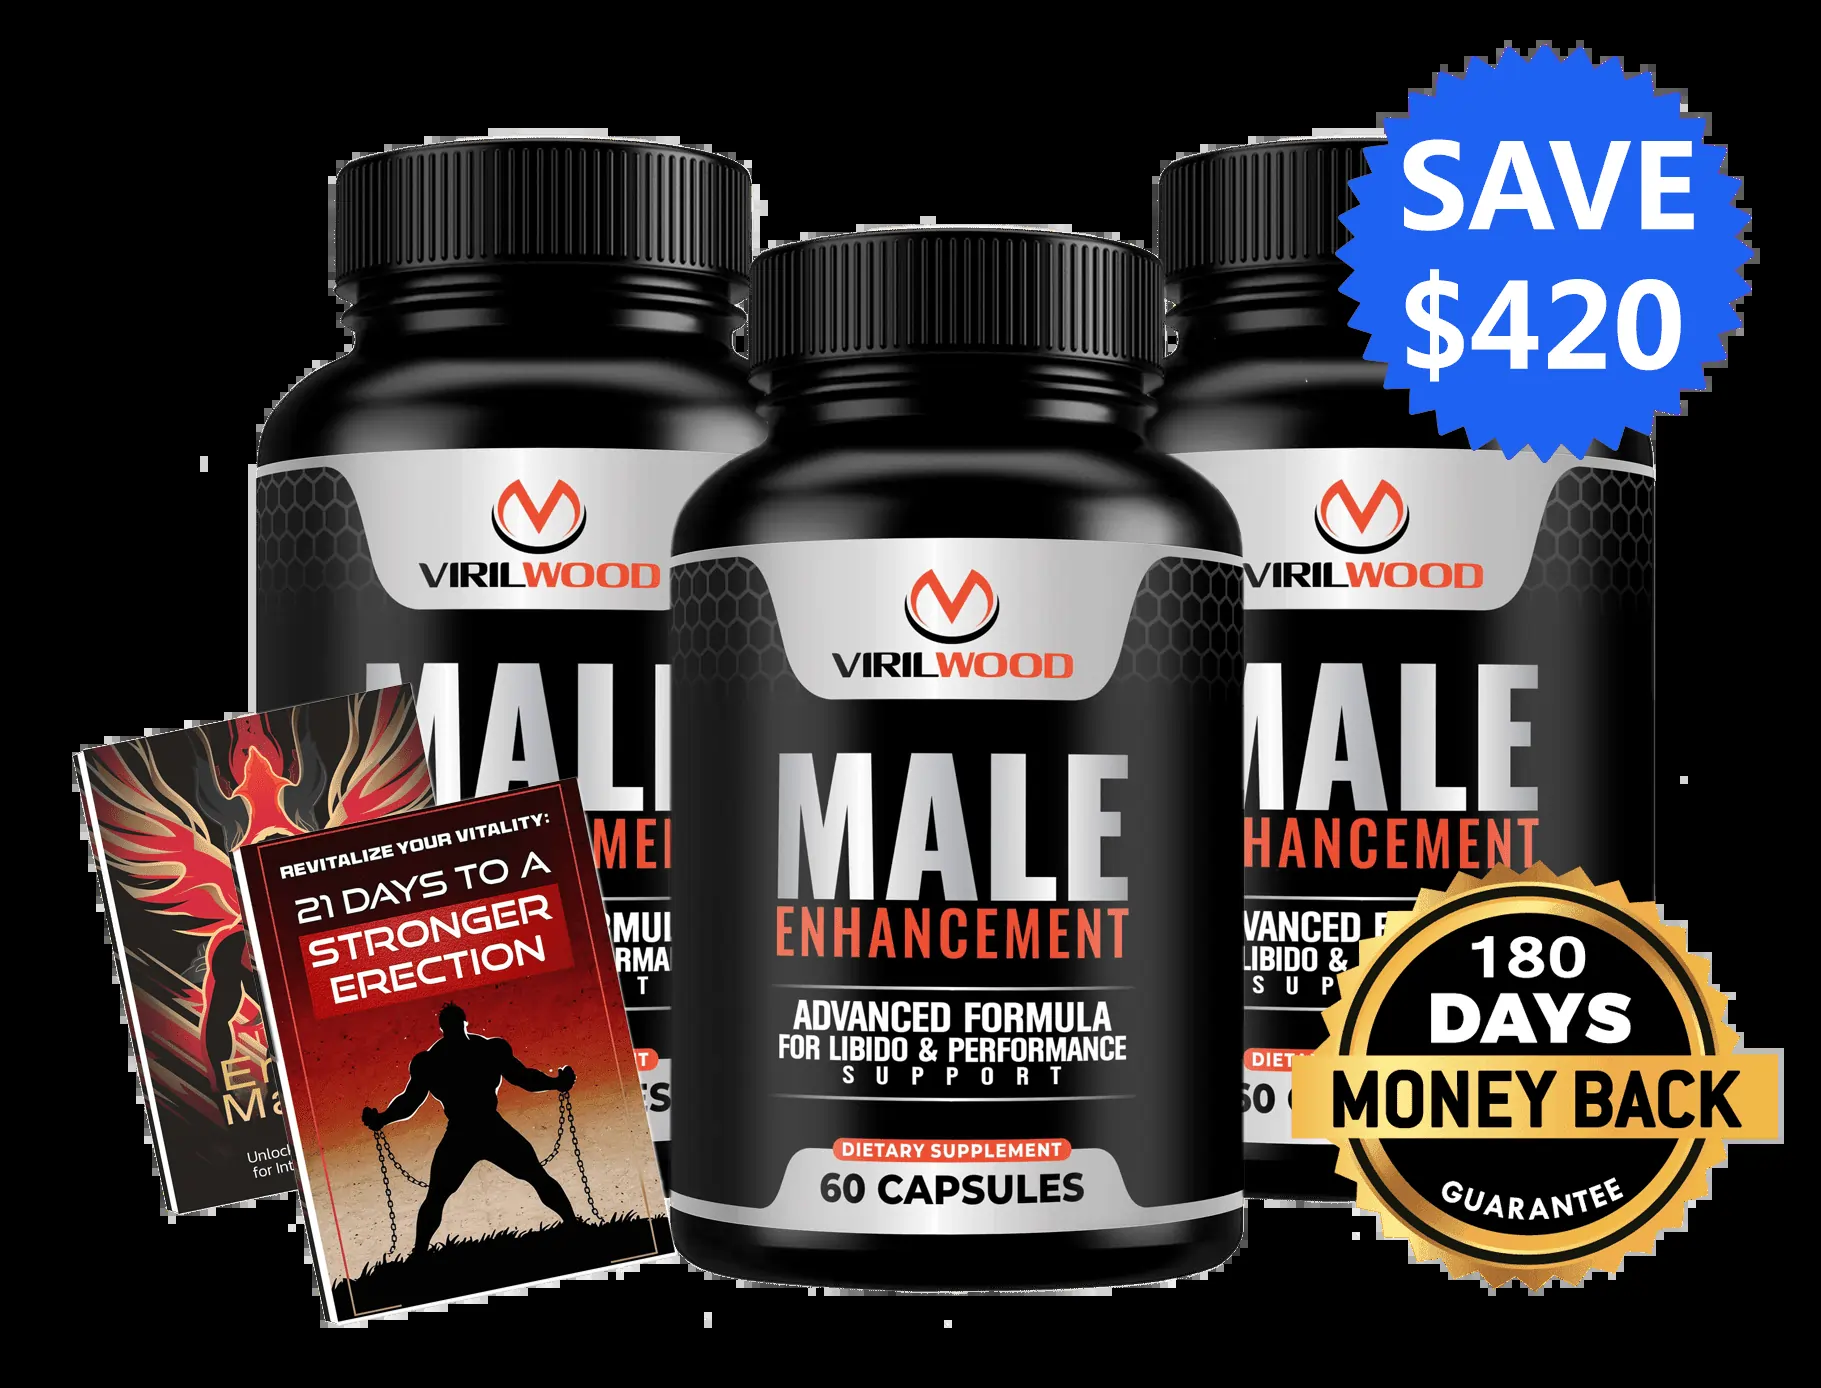 SAVE
$420
VIRILWOOD
MALE
ENHANCEMENT
ADVANCED FORMULA
FOR LIBIDO & PERFORMANCE
SUPPORT
DIETARY SUPPLEMENT
60 CAPSULES
VIRILWOOD
VIRILWOOD
MALE
REVITALIZE YOUR VITALITY:
21 DAYS TO A
STRONGER
ERECTION
180
DAYS
MONEY BACK
GUARANTEE